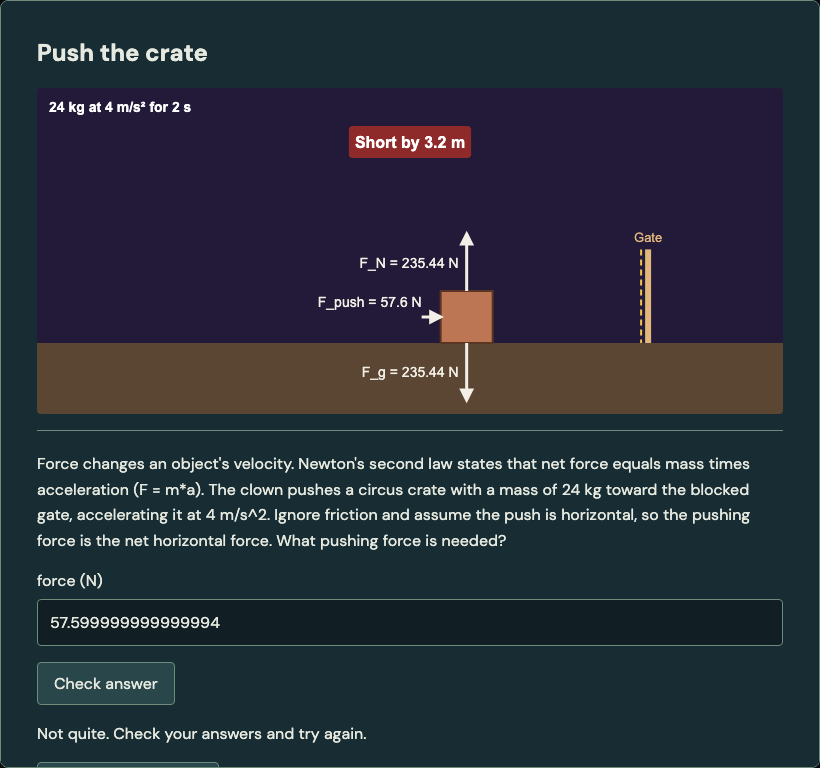 Push the crate
24 kg at 4 m/s² for 2 s
Short by 3.2 m
Gate
F_N = 235.44 N
F_push = 57.6 N
F_g = 235.44 N
Force changes an object's velocity. Newton's second law states that net force equals mass times
acceleration (F = m*a). The clown pushes a circus crate with a mass of 24 kg toward the blocked
gate, accelerating it at 4 m/s^2. Ignore friction and assume the push is horizontal, so the pushing
force is the net horizontal force. What pushing force is needed?
force (N)
57.599999999999994
Check answer
Not quite. Check your answers and try again.